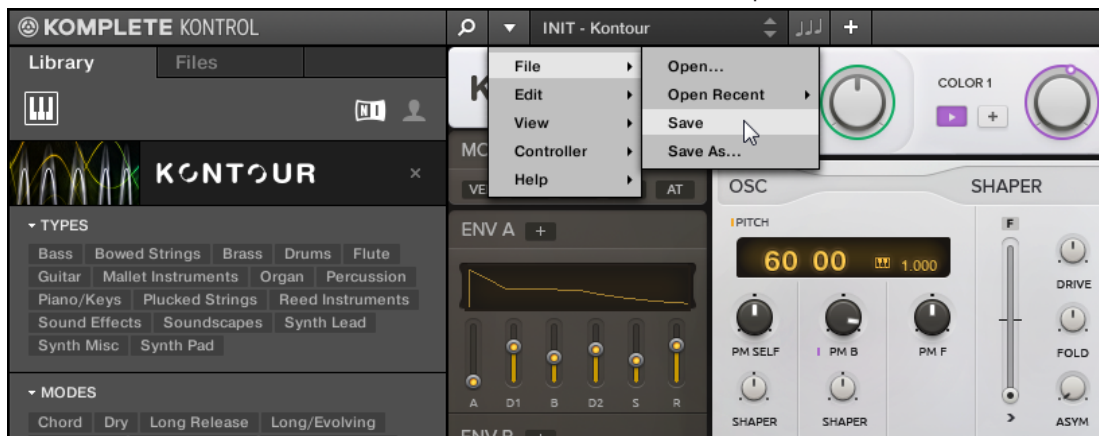 KOMPLETE KONTROL
INIT - Kontour
Library Files
File
Edit
View
Controller
Help
Open...
Open Recent
Save
Save As...
COLOR 1
NI
KONTOUR
TYPES
Bass Bowed Strings Brass Drums Flute
Guitar Mallet Instruments Organ Percussion
Piano/Keys Plucked Strings Reed Instruments
Sound Effects Soundscapes Synth Lead
Synth Misc Synth Pad
MODES
Chord Dry Long Release Long/Evolving
AT
ENV A
A D1 B D2 S R
OSC SHAPER
PITCH
F
60 00 1.000
DRIVE
PM SELF PM B PM F
FOLD
SHAPER SHAPER
ASYM